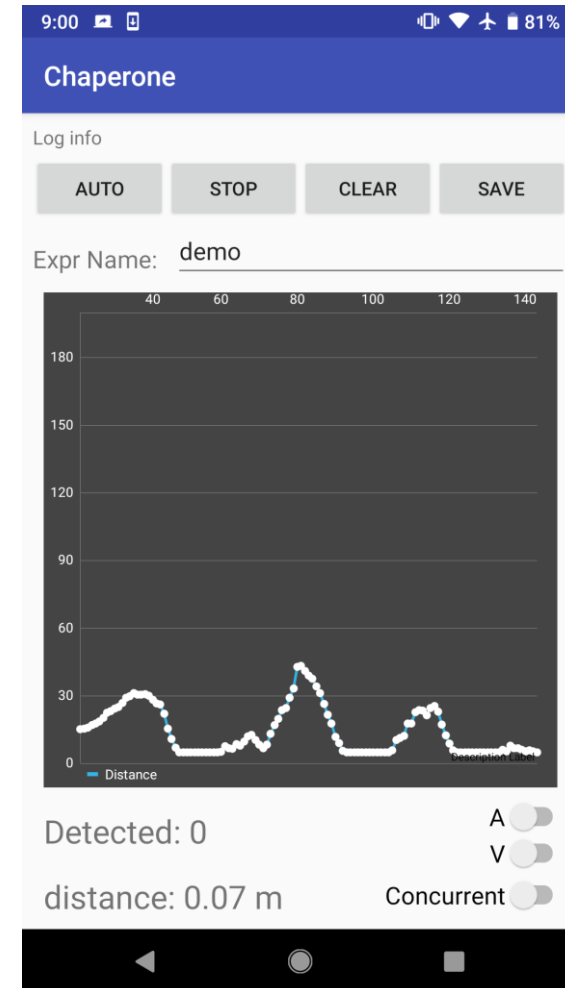 9:00 81%
Chaperone
Log info
AUTO STOP CLEAR SAVE
Expr Name: demo
40 60 80 100 120 140
180
150
120
90
60
30
0
Description Label
Distance
Detected: 0
A
V
distance: 0.07 m
Concurrent